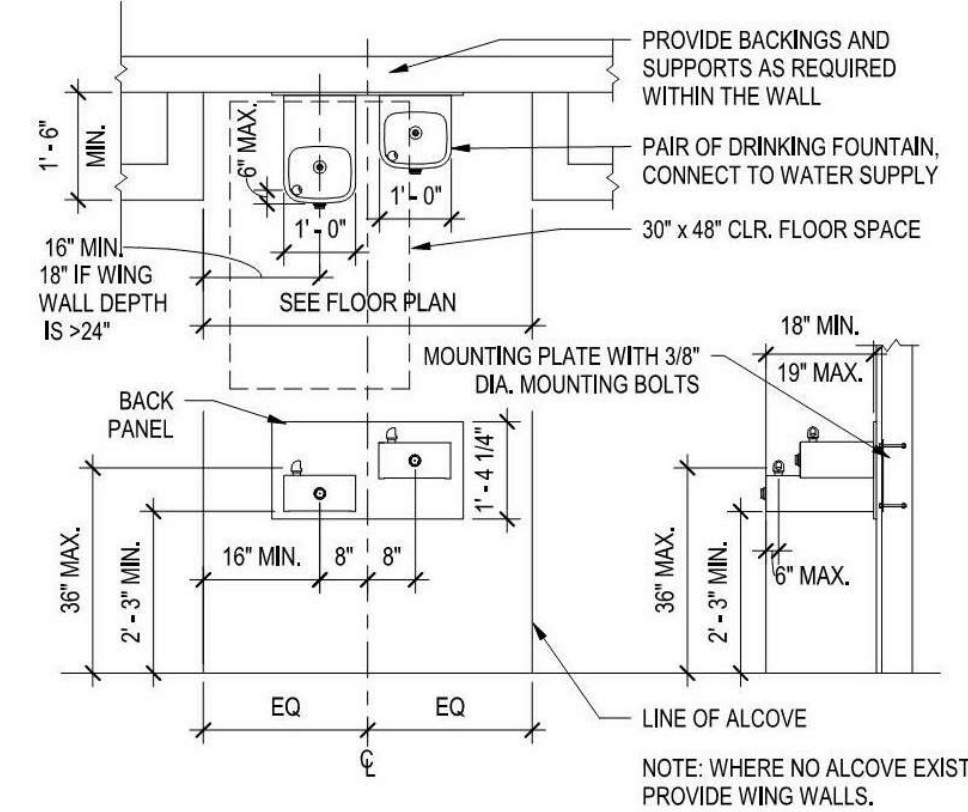 PROVIDE BACKINGS AND
SUPPORTS AS REQUIRED
WITHIN THE WALL
PAIR OF DRINKING FOUNTAIN,
CONNECT TO WATER SUPPLY
30" x 48" CLR. FLOOR SPACE
1' - 6"
MIN.
6" MAX.
1' - 0"
1' - 0"
16" MIN.
18" IF WING
WALL DEPTH
IS >24"
SEE FLOOR PLAN
MOUNTING PLATE WITH 3/8"
DIA. MOUNTING BOLTS
18" MIN.
19" MAX.
BACK
PANEL
1' - 4 1/4"
16" MIN.
8"
8"
36" MAX.
2' - 3" MIN.
36" MAX.
2' - 3" MIN.
6" MAX.
EQ
EQ
CL
LINE OF ALCOVE
NOTE: WHERE NO ALCOVE EXIST
PROVIDE WING WALLS.